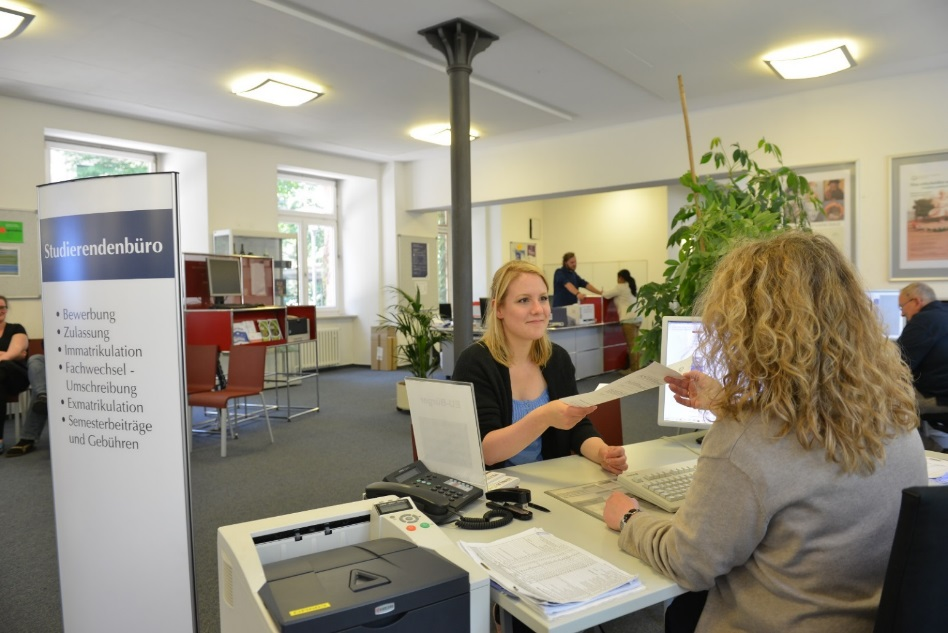 Studierendenbüro
• Bewerbung
• Zulassung
• Immatrikulation
• Fachwechsel -
Umschreibung
• Exmatrikulation
• Semesterbeiträge
und Gebühren